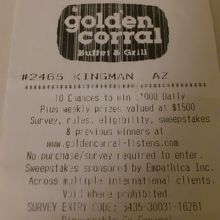 golden
corral
Buffet & Grill
#2465 KINGMAN AZ
10 Chances to win $1000 Daily
Plus weekly prizes valued at $1500
Survey, rules, eligibility, sweepstakes
& previous winners at
www.goldencorral-listens.com
No purchase/survey required to enter.
Sweepstakes sponsored by Empathica Inc.
Across multiple international clients.
Void where prohibited.
SURVEY ENTRY CODE: 5435-30031-16761